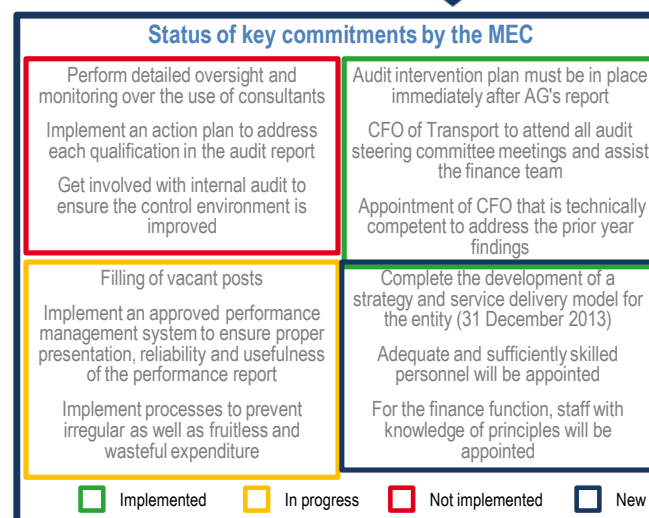 Status of key commitments by the MEC
Perform detailed oversight and
monitoring over the use of consultants
Implement an action plan to address
each qualification in the audit report
Get involved with internal audit to
ensure the control environment is
improved
Audit intervention plan must be in place
immediately after AG's report
CFO of Transport to attend all audit
steering committee meetings and assist
the finance team
Appointment of CFO that is technically
competent to address the prior year
findings
Filling of vacant posts
Implement an approved performance
management system to ensure proper
presentation, reliability and usefulness
of the performance report
Implement processes to prevent
irregular as well as fruitless and
wasteful expenditure
Complete the development of a
strategy and service delivery model for
the entity (31 December 2013)
Adequate and sufficiently skilled
personnel will be appointed
For the finance function, staff with
knowledge of principles will be
appointed
Implemented In progress Not implemented New